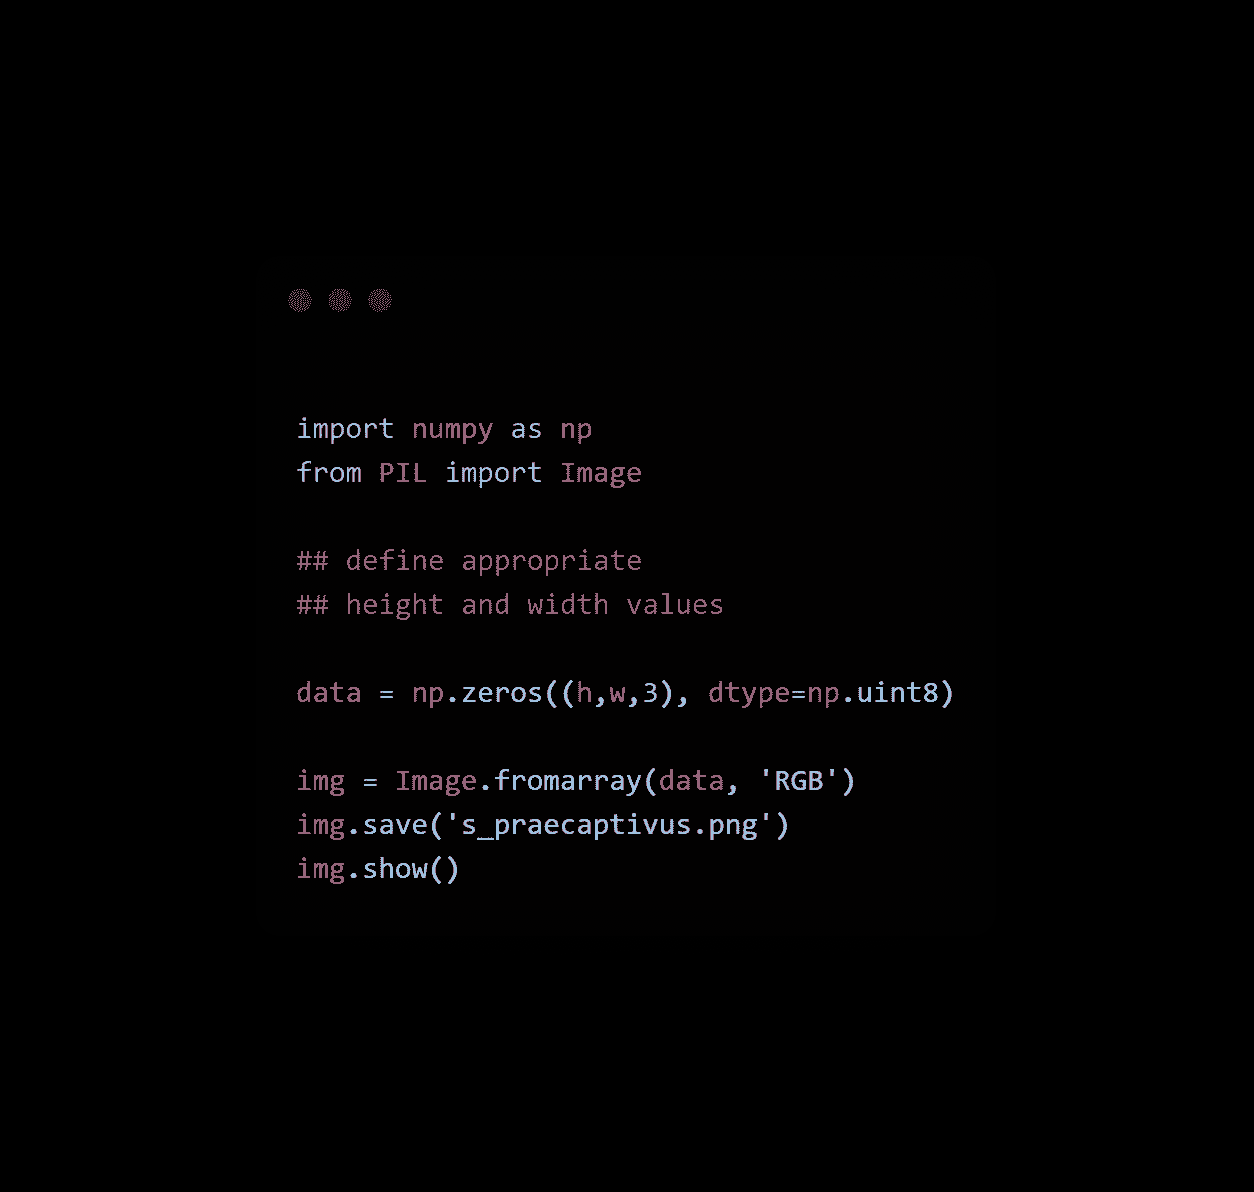 import numpy as np
from PIL import Image
## define appropriate
## height and width values
data = np.zeros((h,w,3), dtype=np.uint8)
img = Image.fromarray(data, 'RGB')
img.save('s_praecaptivus.png')
img.show()